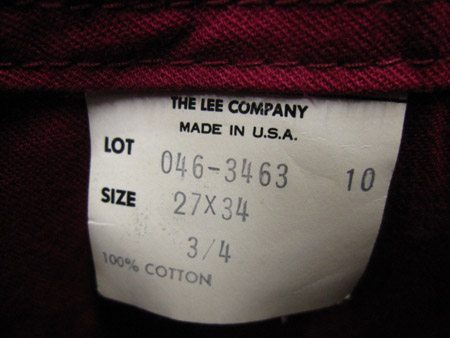 THE LEE COMPANY
MADE IN U.S.A.
LOT 046-3463 10
SIZE 27X34
3/4
100% COTTON